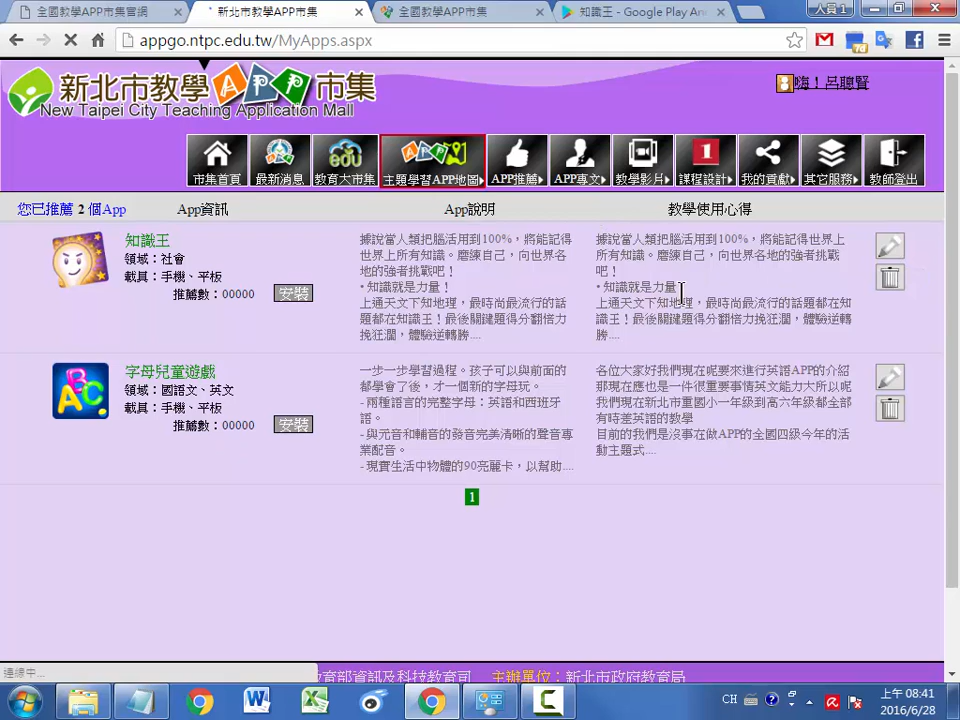 全國教學APP市集官網
新北市教學APP市集
全國教學APP市集
知識王 - Google Play An
人員 1
appgo.ntpc.edu.tw/MyApps.aspx
7d
新北市教學APP市集
New Taipei City Teaching Application Mall
嗨！呂聰賢
市集首頁
最新消息
edu
教育大市集
APP
主題學習APP地圖
APP推薦
APP專文
教學影片
1
課程設計
我的貢獻
其它服務
教師登出
您已推薦 2 個App
App資訊
App說明
教學使用心得
知識王
領域：社會
載具：手機、平板
推薦數：00000
安裝
據說當人類把腦活用到100%，將能記得世界上所有知識。磨練自己，向世界各地的強者挑戰吧！
• 知識就是力量！
上通天文下知地理，最時尚最流行的話題都在知識王！最後關鍵題得分翻倍力挽狂瀾，體驗逆轉勝....
據說當人類把腦活用到100%，將能記得世界上所有知識。磨練自己，向世界各地的強者挑戰吧！
• 知識就是力量
上通天文下知地理，最時尚最流行的話題都在知識王！最後關鍵題得分翻倍力挽狂瀾，體驗逆轉勝....
字母兒童遊戲
領域：國語文、英文
載具：手機、平板
推薦數：00000
安裝
一步一步學習過程。孩子可以與前面的都學會了後，才一個新的字母玩。
- 兩種語言的完整字母：英語和西班牙語。
- 與元音和輔音的發音完美清晰的聲音專業配音。
- 現實生活中物體的90亮麗卡，以幫助....
各位大家好我們現在呢要來進行英語APP的介紹
那現在應也是一件很重要事情英文能力大所以呢
我們現在新北市重國小一年級到高六年級都全部有時差英語的教學
目前的我們是沒事在做APP的全國四級今年的活動主題式....
ABC
1
連線中...
育部資訊及科技教育司
主辦單位：新北市政府教育局
CH
上午 08:41
2016/6/28